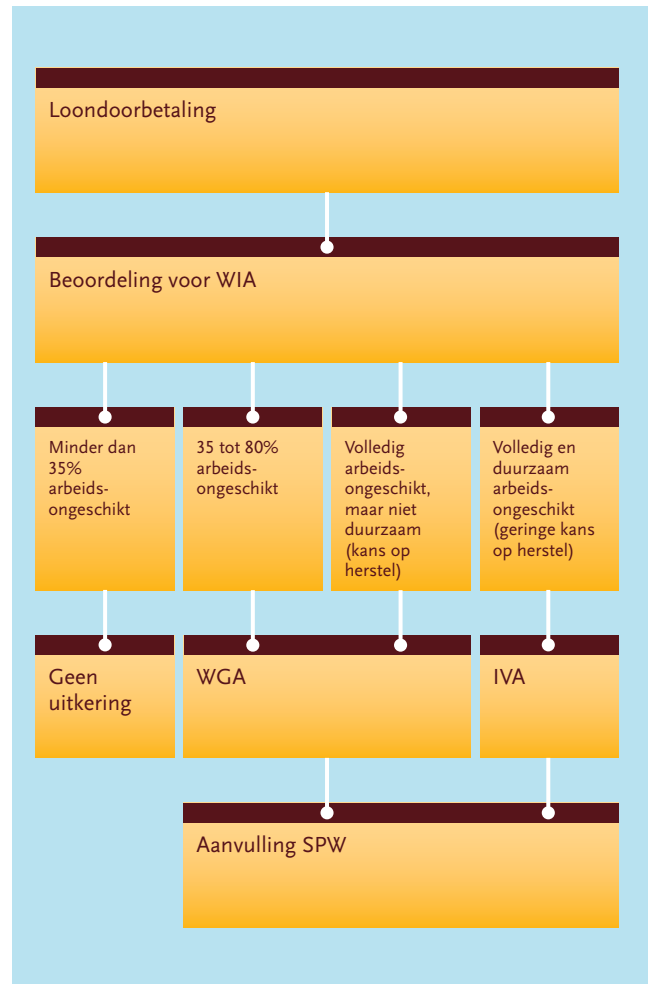 Loondoorbetaling
Beoordeling voor WIA
Minder dan
35%
arbeids-
ongeschikt
35 tot 80%
arbeids-
ongeschikt
Volledig
arbeids-
ongeschikt,
maar niet
duurzaam
(kans op
herstel)
Volledig en
duurzaam
arbeids-
ongeschikt
(geringe kans
op herstel)
Geen
uitkering
WGA
IVA
Aanvulling SPW